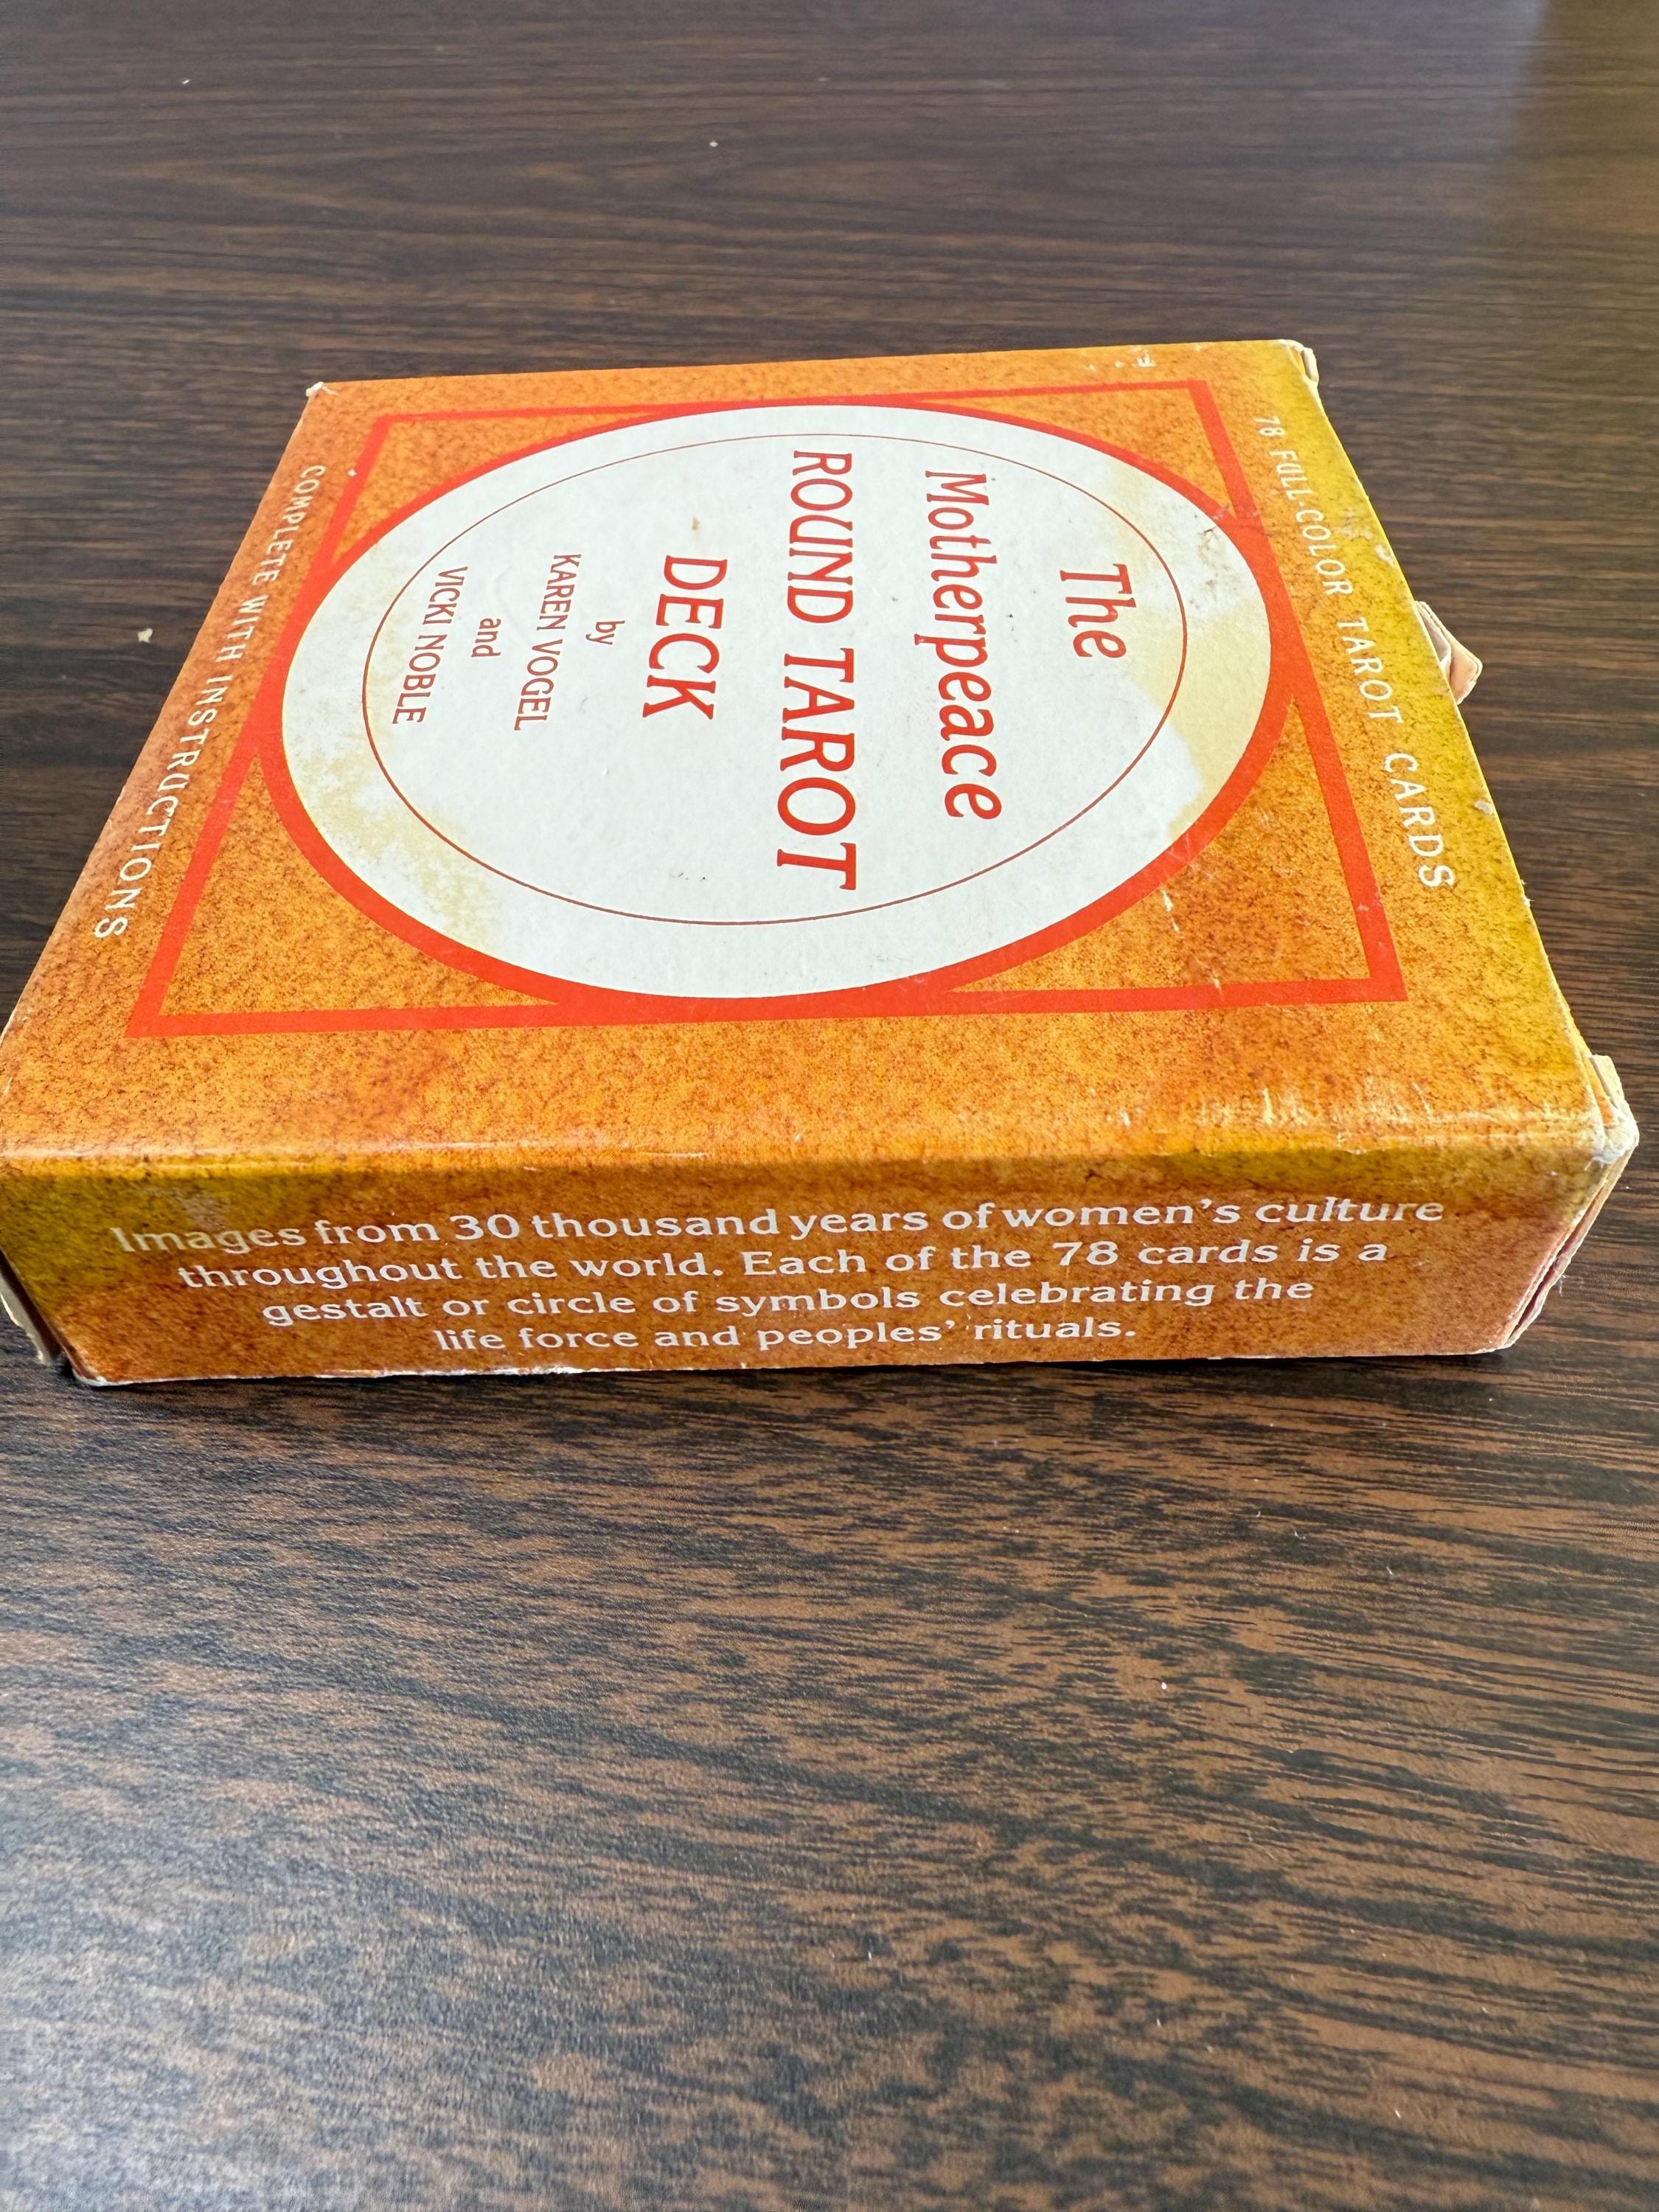 78 FULL-COLOR TAROT CARDS
The
Motherpeace
ROUND TAROT
DECK
by
KAREN VOGEL
and
VICKI NOBLE
COMPLETE WITH INSTRUCTIONS
Images from 30 thousand years of women's culture
throughout the world. Each of the 78 cards is a
gestalt or circle of symbols celebrating the
life force and peoples' rituals.